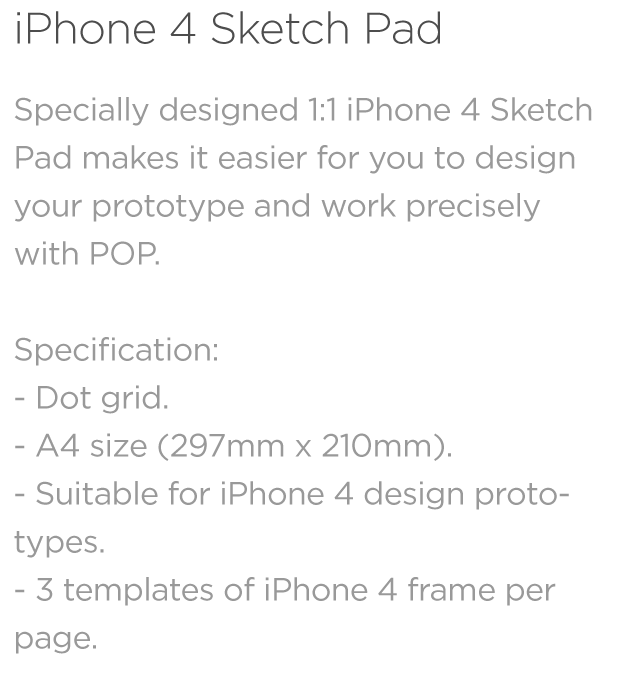 iPhone 4 Sketch Pad
Specially designed 1:1 iPhone 4 Sketch
Pad makes it easier for you to design
your prototype and work precisely
with POP.
Specification:
- Dot grid.
- A4 size (297mm x 210mm).
- Suitable for iPhone 4 design proto-
types.
- 3 templates of iPhone 4 frame per
page.